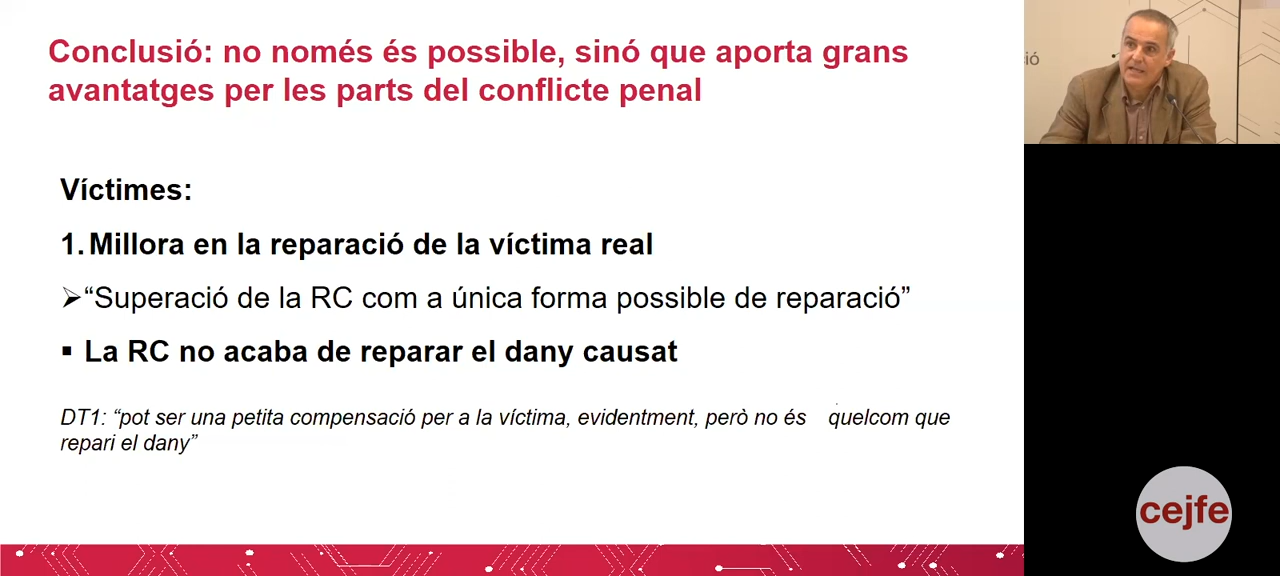 Conclusió: no només és possible, sinó que aporta grans
avantatges per les parts del conflicte penal
Víctimes:
1. Millora en la reparació de la víctima real
➢ “Superació de la RC com a única forma possible de reparació”
▪ La RC no acaba de reparar el dany causat
DT1: “pot ser una petita compensació per a la víctima, evidentment, però no és quelcom que
repari el dany”
ió
cejfe